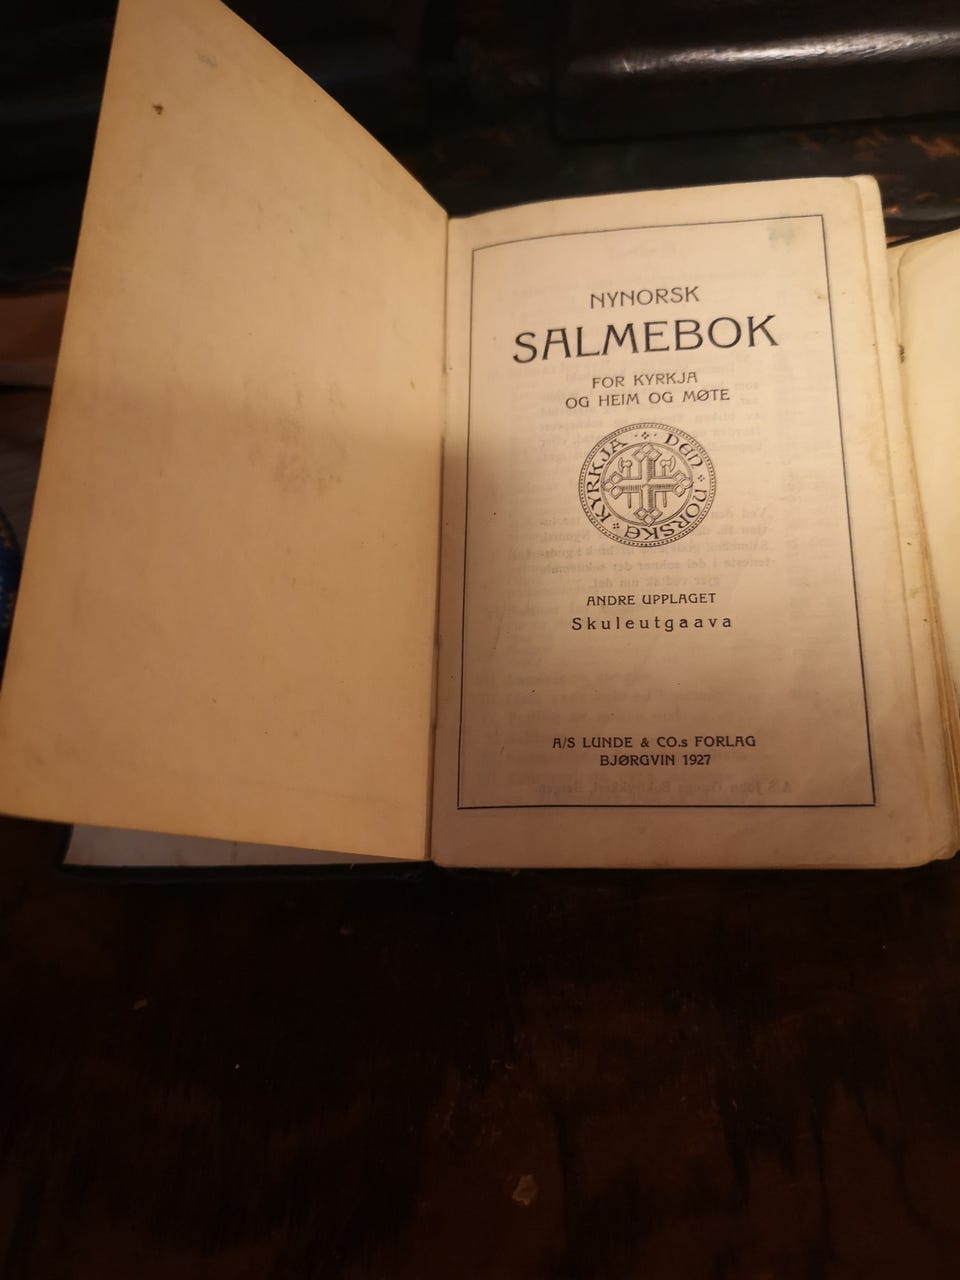 NYNORSK
SALMEBOK
FOR KYRKJA
OG HEIM OG MØTE
DEN NORSKE KYRKJA
ANDRE UPPLAGET
Skuleutgaava
A/S LUNDE & CO.s FORLAG
BJØRGVIN 1927